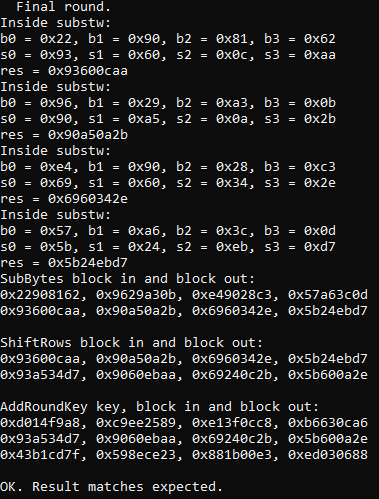 Final round.
Inside substw:
b0 = 0x22, b1 = 0x90, b2 = 0x81, b3 = 0x62
s0 = 0x93, s1 = 0x60, s2 = 0x0c, s3 = 0xaa
res = 0x93600caa
Inside substw:
b0 = 0x96, b1 = 0x29, b2 = 0xa3, b3 = 0x0b
s0 = 0x90, s1 = 0xa5, s2 = 0x0a, s3 = 0x2b
res = 0x90a50a2b
Inside substw:
b0 = 0xe4, b1 = 0x90, b2 = 0x28, b3 = 0xc3
s0 = 0x69, s1 = 0x60, s2 = 0x34, s3 = 0x2e
res = 0x6960342e
Inside substw:
b0 = 0x57, b1 = 0xa6, b2 = 0x3c, b3 = 0x0d
s0 = 0x5b, s1 = 0x24, s2 = 0xeb, s3 = 0xd7
res = 0x5b24ebd7
SubBytes block in and block out:
0x22908162, 0x9629a30b, 0xe49028c3, 0x57a63c0d
0x93600caa, 0x90a50a2b, 0x6960342e, 0x5b24ebd7
ShiftRows block in and block out:
0x93600caa, 0x90a50a2b, 0x6960342e, 0x5b24ebd7
0x93a534d7, 0x9060ebaa, 0x69240c2b, 0x5b600a2e
AddRoundKey key, block in and block out:
0xd014f9a8, 0xc9ee2589, 0xe13f0cc8, 0xb6630ca6
0x93a534d7, 0x9060ebaa, 0x69240c2b, 0x5b600a2e
0x43b1cd7f, 0x598ece23, 0x881b00e3, 0xed030688
OK. Result matches expected.